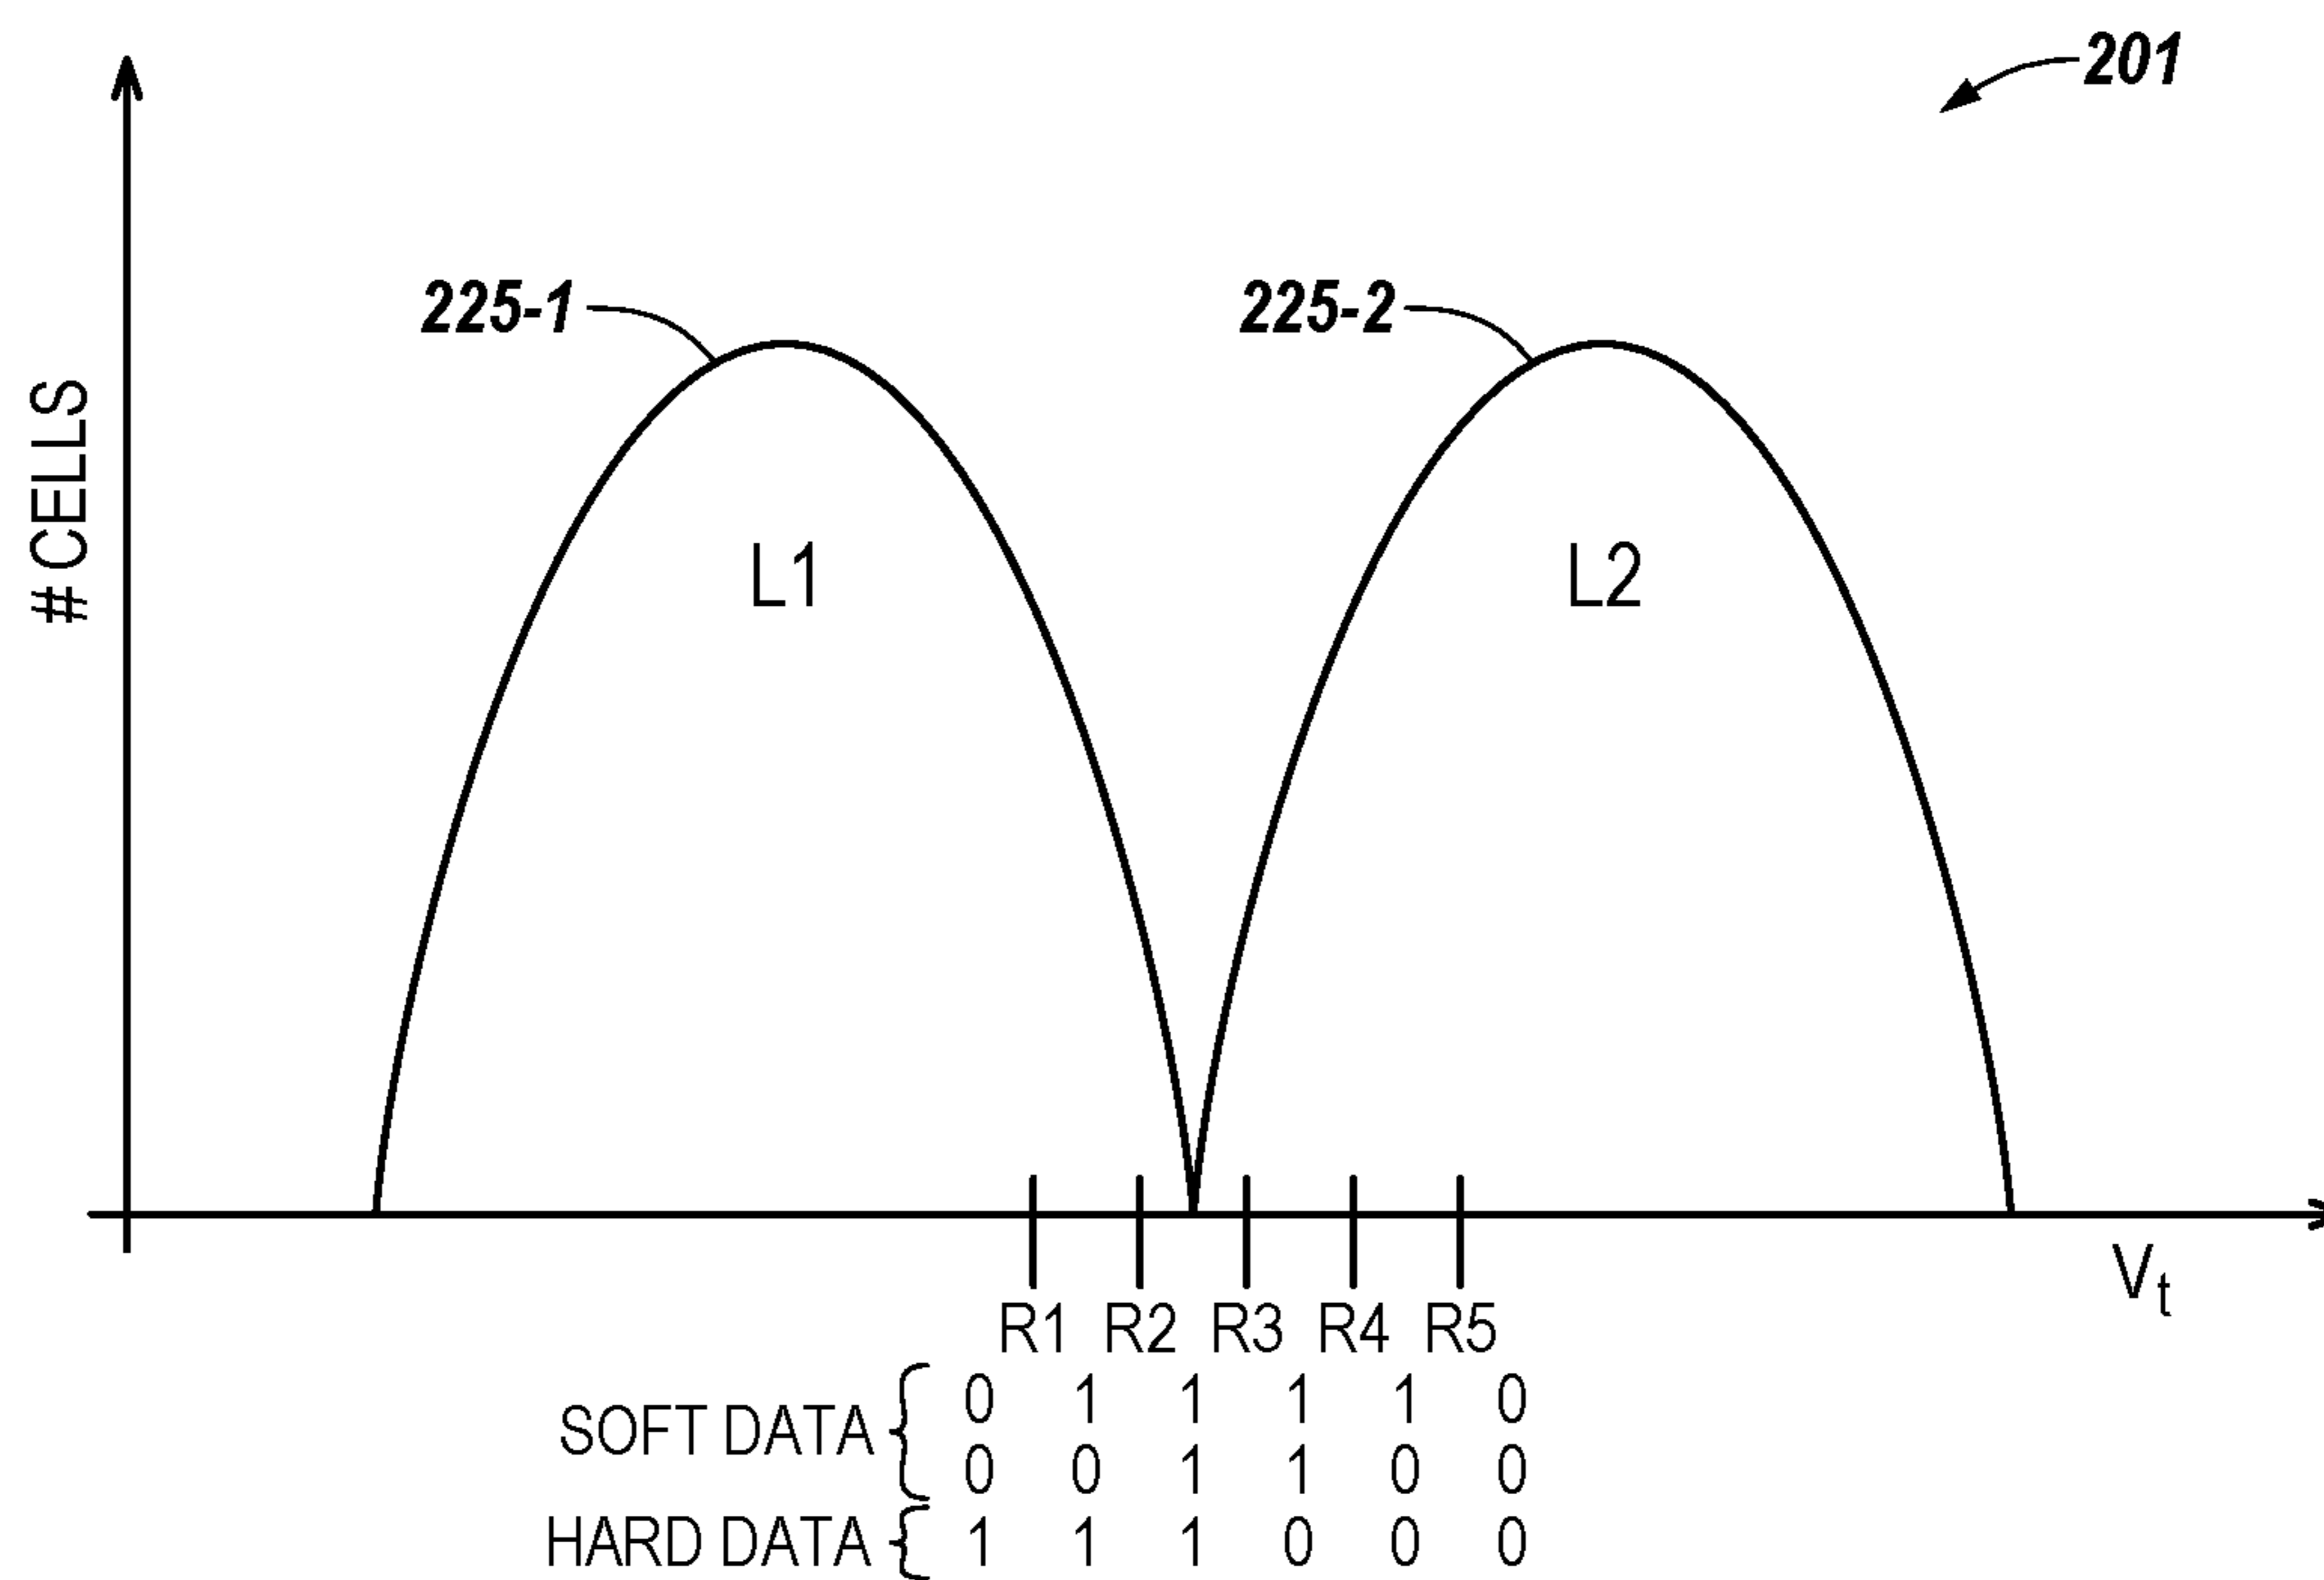 201
225-1 225-2
# CELLS
L1 L2
V_t
R1 R2 R3 R4 R5
SOFT DATA { 0 1 1 1 1 0
0 0 1 1 0 0
HARD DATA { 1 1 1 0 0 0